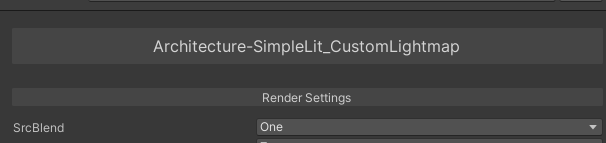 Architecture-SimpleLit_CustomLightmap
Render Settings
SrcBlend One